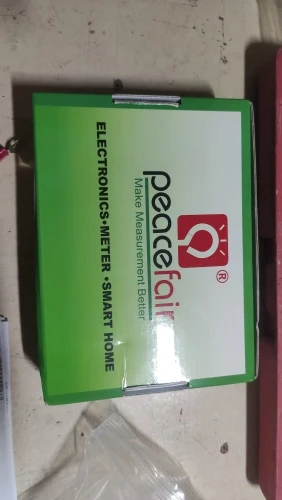 peacefair®
Make Measurement Better
ELECTRONICS•METER •SMART HOME